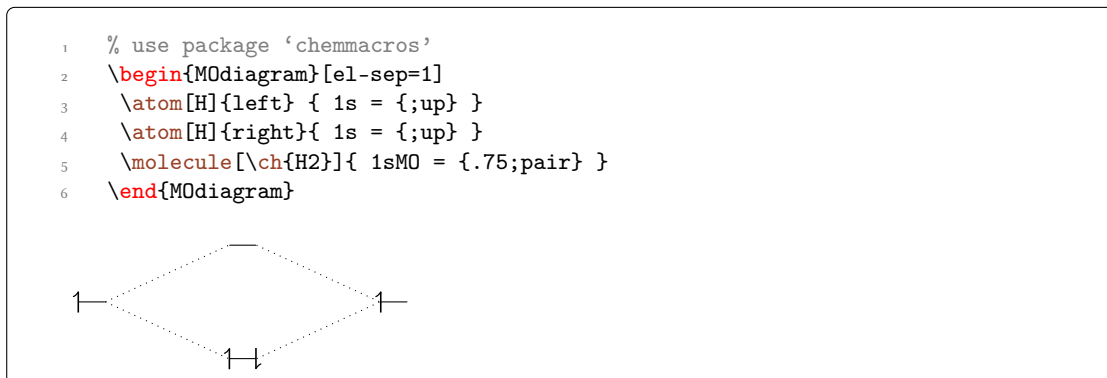 1 % use package ‘chemmacros’
2 \begin{MOdiagram}[el-sep=1]
3 \atom[H]{left} { 1s = {;up} }
4 \atom[H]{right}{ 1s = {;up} }
5 \molecule[\ch{H2}]{ 1sMO = {.75;pair} }
6 \end{MOdiagram}